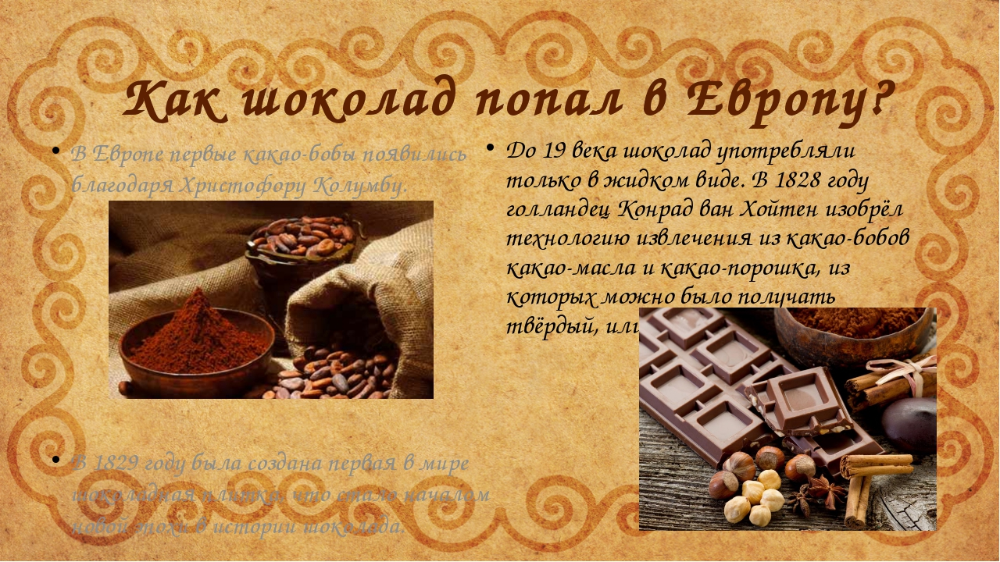 Как шоколад попал в Европу?
• В Европе первые какао-бобы появились
благодаря Христофору Колумбу.
• В 1829 году была создана первая в мире
шоколадная плитка, что стало началом
новой эпохи в истории шоколада.
• До 19 века шоколад употребляли
только в жидком виде. В 1828 году
голландец Конрад ван Хойтен изобрёл
технологию извлечения из какао-бобов
какао-масла и какао-порошка, из
которых можно было получать
твёрдый, или